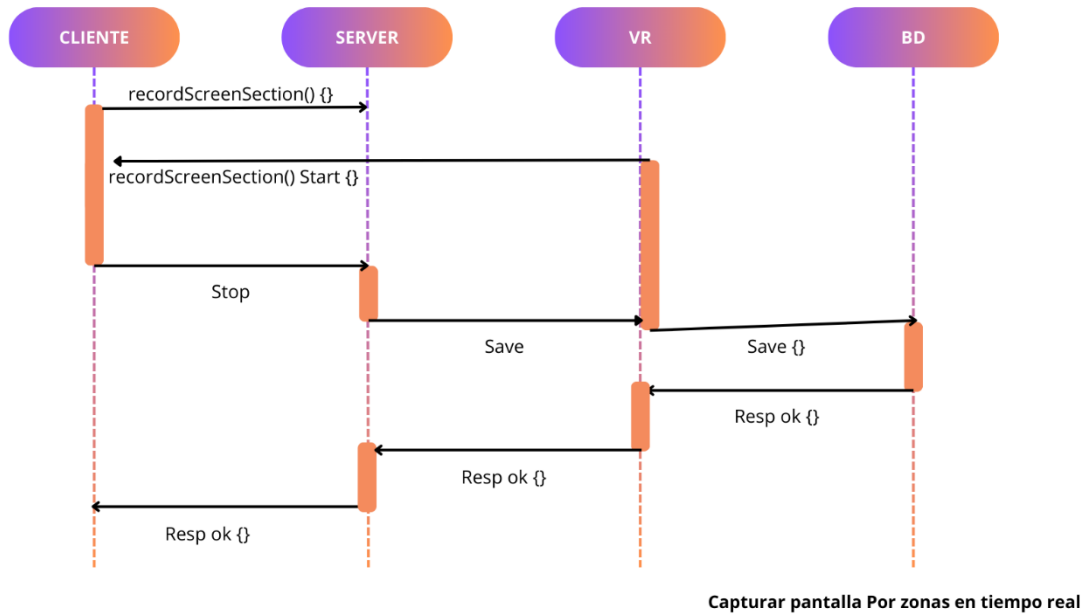 CLIENTE
SERVER
VR
BD
recordScreenSection() {}
recordScreenSection() Start {}
Stop
Save
Save {}
Resp ok {}
Resp ok {}
Resp ok {}
Capturar pantalla Por zonas en tiempo real